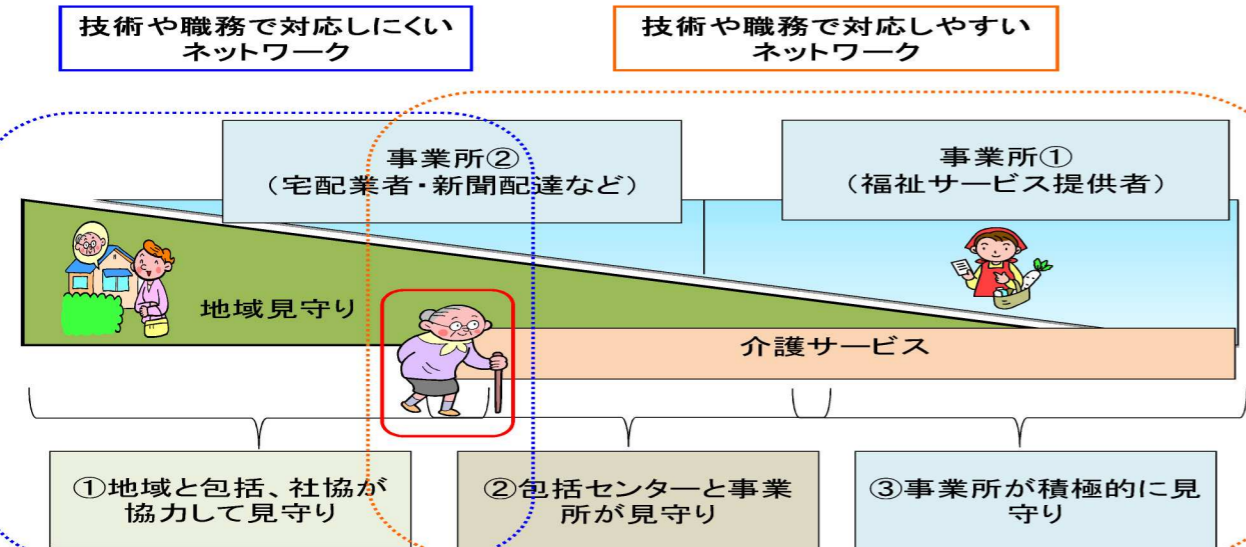 技術や職務で対応しにくい
ネットワーク
技術や職務で対応しやすい
ネットワーク
事業所②
（宅配業者・新聞配達など）
事業所①
（福祉サービス提供者）
地域見守り
介護サービス
①地域と包括、社協が
協力して見守り
②包括センターと事業
所が見守り
③事業所が積極的に見
守り